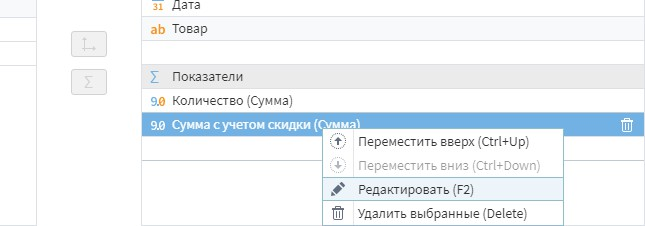 31 Дата
ab Товар
Σ Показатели
9.0 Количество (Сумма)
9.0 Сумма с учетом скидки (Сумма)
Переместить вверх (Ctrl+Up)
Переместить вниз (Ctrl+Down)
Редактировать (F2)
Удалить выбранные (Delete)
Σ